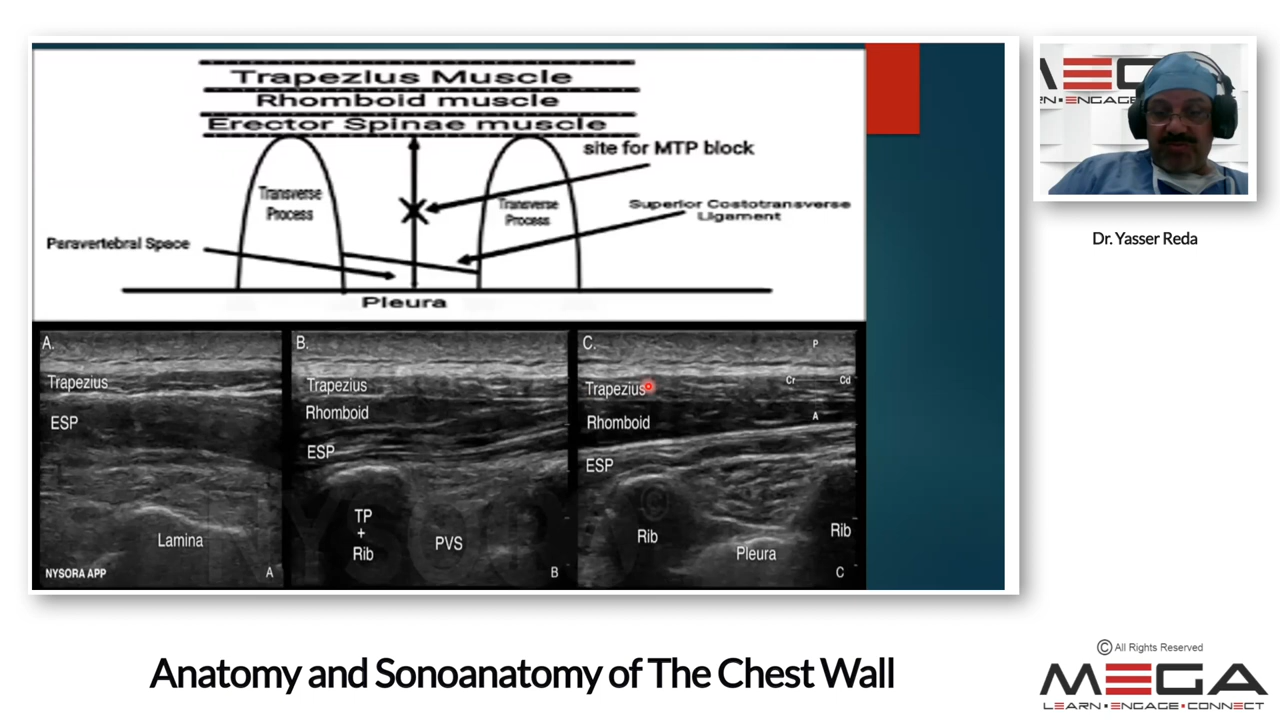 Trapezius Muscle
Rhomboid muscle
Erector Spinae muscle
site for MTP block
Transverse
Process
Transverse
Process
Superior Costotransverse
Ligament
Paravertebral Space
Pleura
A.
Trapezius
ESP
Lamina
NYSORA APP
A
B.
Trapezius
Rhomboid
ESP
TP
+
Rib
PVS
B
C.
P
Cr
Cd
Trapezius
A
Rhomboid
ESP
Rib
Rib
Pleura
C
NYSORA
©
RN•ENGAGE
Dr. Yasser Reda
Anatomy and Sonoanatomy of The Chest Wall
© All Rights Reserved
MEGA
LEARN•ENGAGE•CONNECT